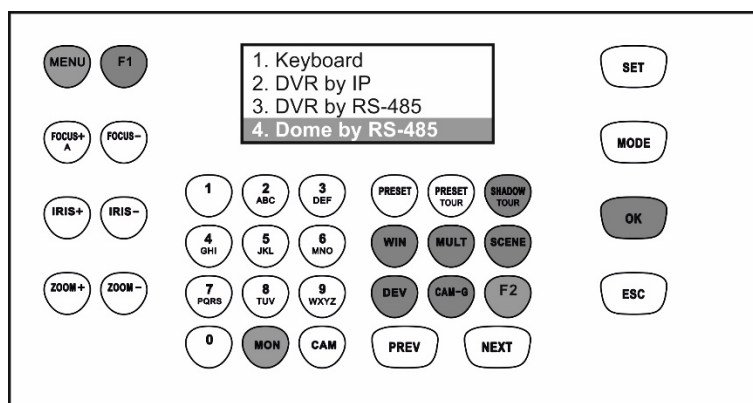 MENU
F1
1. Keyboard
2. DVR by IP
3. DVR by RS-485
4. Dome by RS-485
SET
FOCUS+
A
FOCUS-
MODE
IRIS+
IRIS-
1
2
ABC
3
DEF
PRESET
PRESET
TOUR
SHADOW
TOUR
OK
4
GHI
5
JKL
6
MNO
WIN
MULT
SCENE
ZOOM+
ZOOM-
7
PQRS
8
TUV
9
WXYZ
DEV
CAM-G
F2
ESC
0
MON
CAM
PREV
NEXT